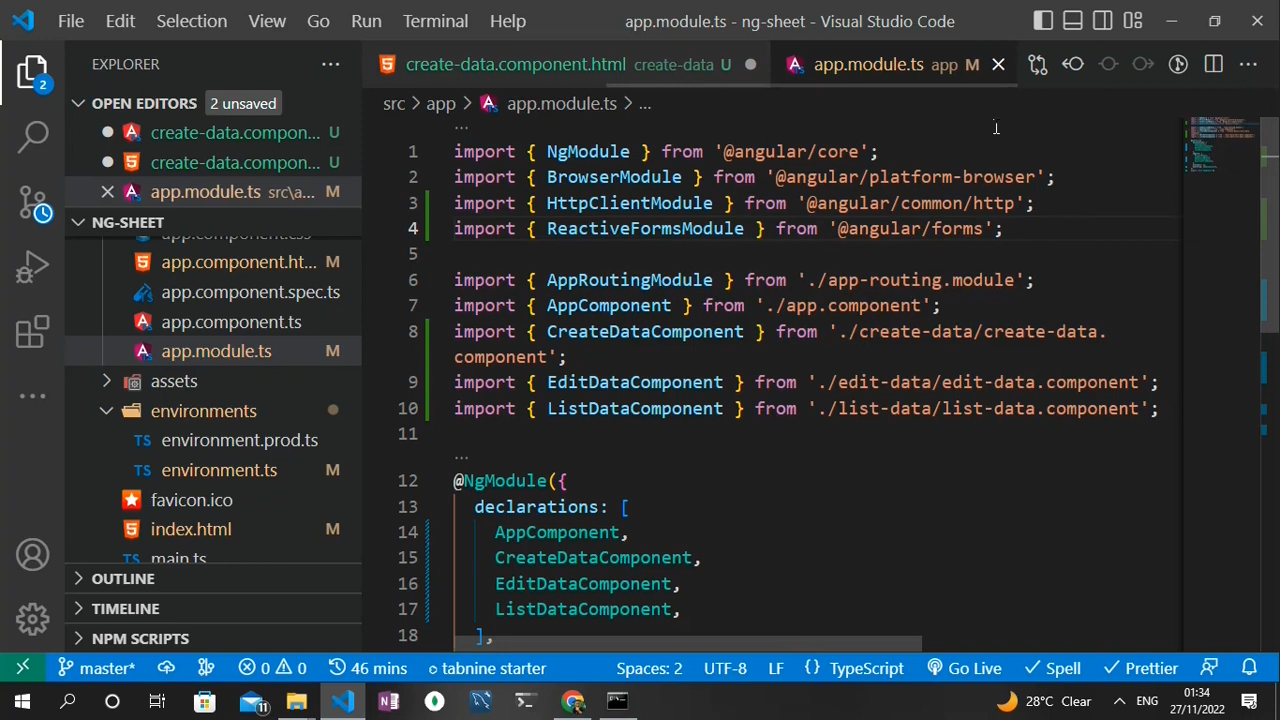 File Edit Selection View Go Run Terminal Help app.module.ts - ng-sheet - Visual Studio Code
EXPLORER
OPEN EDITORS 2 unsaved
create-data.compon... U
create-data.compon... U
app.module.ts src\a... M
NG-SHEET
app.component.ht...
app.component.spec.ts
app.component.ts
app.module.ts M
assets
environments
TS environment.prod.ts
TS environment.ts M
favicon.ico
index.html M
main.ts
OUTLINE
TIMELINE
NPM SCRIPTS
2
create-data.component.html create-data U
app.module.ts app M
src > app > app.module.ts > ...
...
1 import { NgModule } from '@angular/core';
2 import { BrowserModule } from '@angular/platform-browser';
3 import { HttpClientModule } from '@angular/common/http';
4 import { ReactiveFormsModule } from '@angular/forms';
5
6 import { AppRoutingModule } from './app-routing.module';
7 import { AppComponent } from './app.component';
8 import { CreateDataComponent } from './create-data/create-data.
component';
9 import { EditDataComponent } from './edit-data/edit-data.component';
10 import { ListDataComponent } from './list-data/list-data.component';
11
...
12 @NgModule({
13 declarations: [
14 AppComponent,
15 CreateDataComponent,
16 EditDataComponent,
17 ListDataComponent,
18 ],
master* 0 0 46 mins tabnine starter Spaces: 2 UTF-8 LF {} TypeScript Go Live Spell Prettier
11 28°C Clear ENG 01:34
27/11/2022